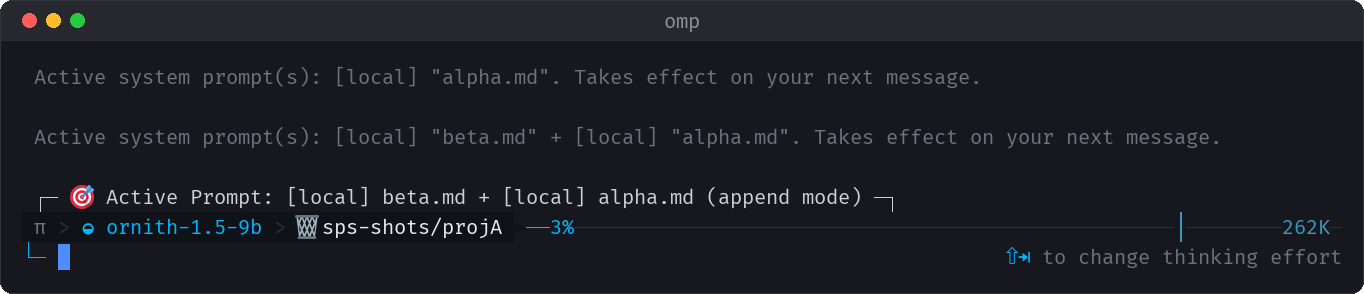 omp
Active system prompt(s): [local] "alpha.md". Takes effect on your next message.
Active system prompt(s): [local] "beta.md" + [local] "alpha.md". Takes effect on your next message.
🎯 Active Prompt: [local] beta.md + [local] alpha.md (append mode)
π > ◒ ornith-1.5-9b > 🗑 sps-shots/projA 3% 262K
⇧⇥ to change thinking effort